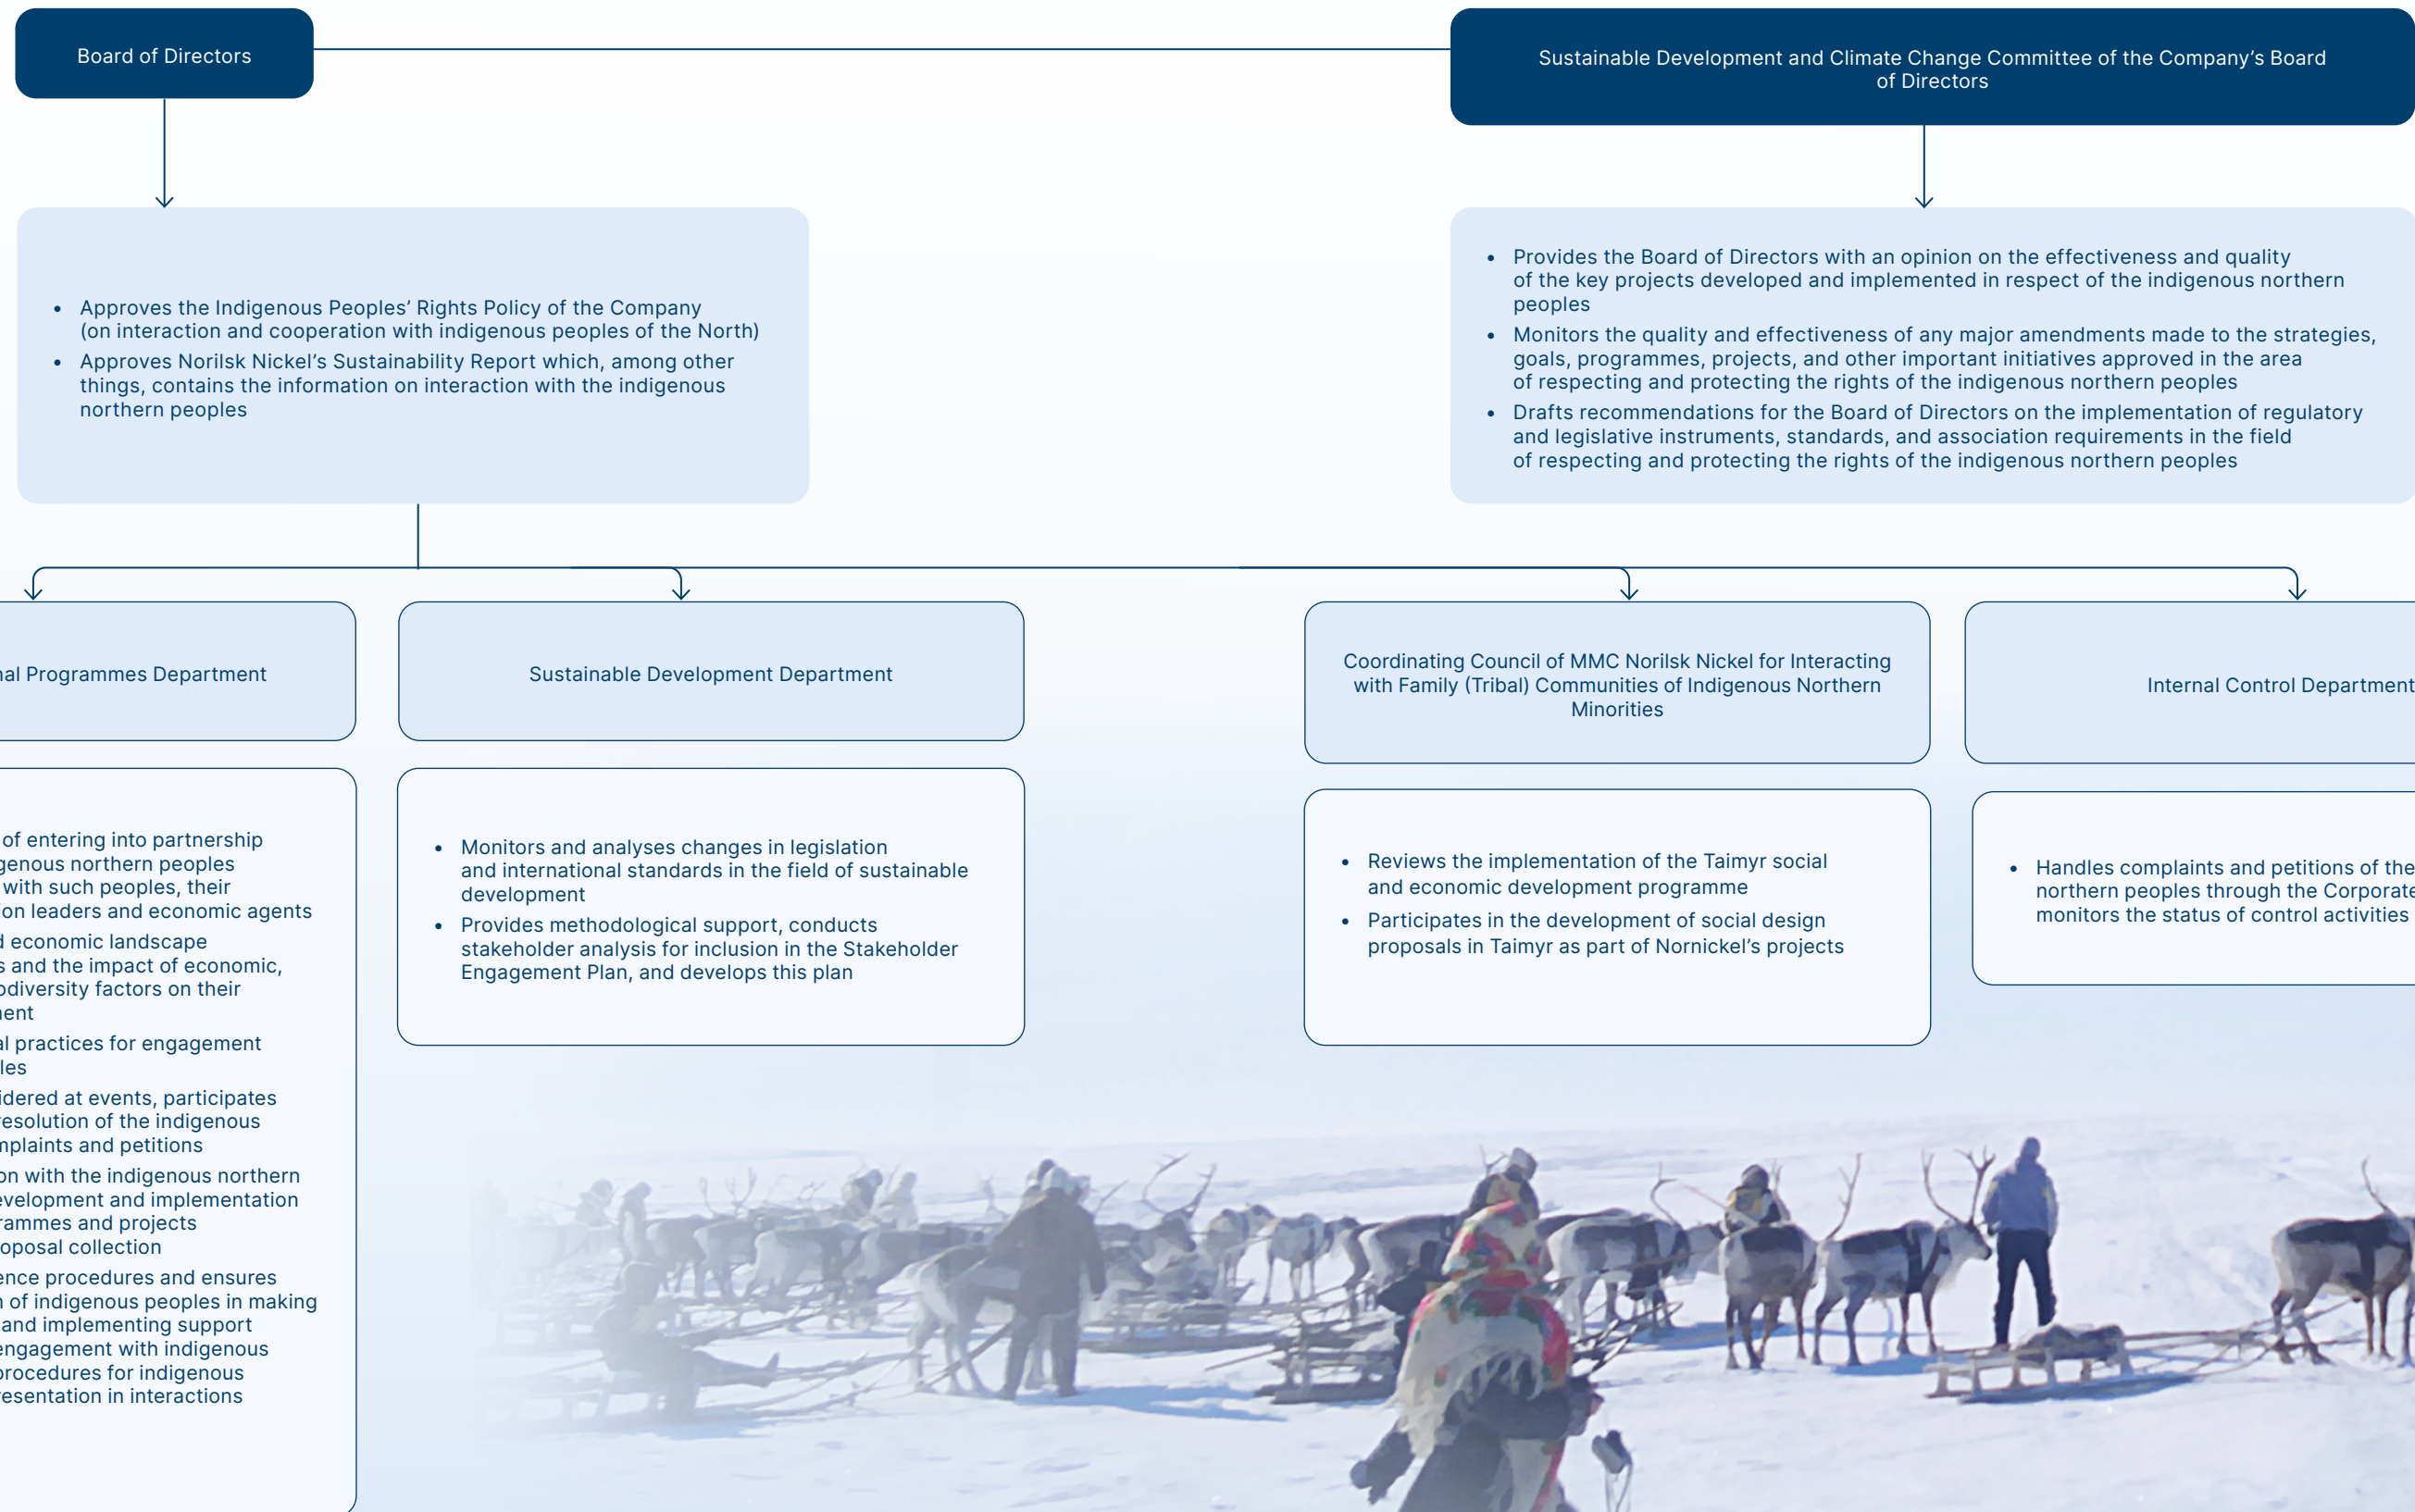 Board of Directors
Sustainable Development and Climate Change Committee of the Company’s Board
of Directors
• Approves the Indigenous Peoples’ Rights Policy of the Company
(on interaction and cooperation with indigenous peoples of the North)
• Approves Norilsk Nickel’s Sustainability Report which, among other
things, contains the information on interaction with the indigenous
northern peoples
• Provides the Board of Directors with an opinion on the effectiveness and quality
of the key projects developed and implemented in respect of the indigenous northern
peoples
• Monitors the quality and effectiveness of any major amendments made to the strategies,
goals, programmes, projects, and other important initiatives approved in the area
of respecting and protecting the rights of the indigenous northern peoples
• Drafts recommendations for the Board of Directors on the implementation of regulatory
and legislative instruments, standards, and association requirements in the field
of respecting and protecting the rights of the indigenous northern peoples
Programmes Department
Sustainable Development Department
Coordinating Council of MMC Norilsk Nickel for Interacting
with Family (Tribal) Communities of Indigenous Northern
Minorities
Internal Control Department
of entering into partnership
northern peoples
with such peoples, their
leaders and economic agents
economic landscape
and the impact of economic,
factors on their
practices for engagement
at events, participates
resolution of the indigenous
and petitions
with the indigenous northern
development and implementation
and projects
collection
procedures and ensures
of indigenous peoples in making
and implementing support
engagement with indigenous
procedures for indigenous
in interactions
• Monitors and analyses changes in legislation
and international standards in the field of sustainable
development
• Provides methodological support, conducts
stakeholder analysis for inclusion in the Stakeholder
Engagement Plan, and develops this plan
• Reviews the implementation of the Taimyr social
and economic development programme
• Participates in the development of social design
proposals in Taimyr as part of Nornickel’s projects
• Handles complaints and petitions of the
northern peoples through the Corporate
monitors the status of control activities